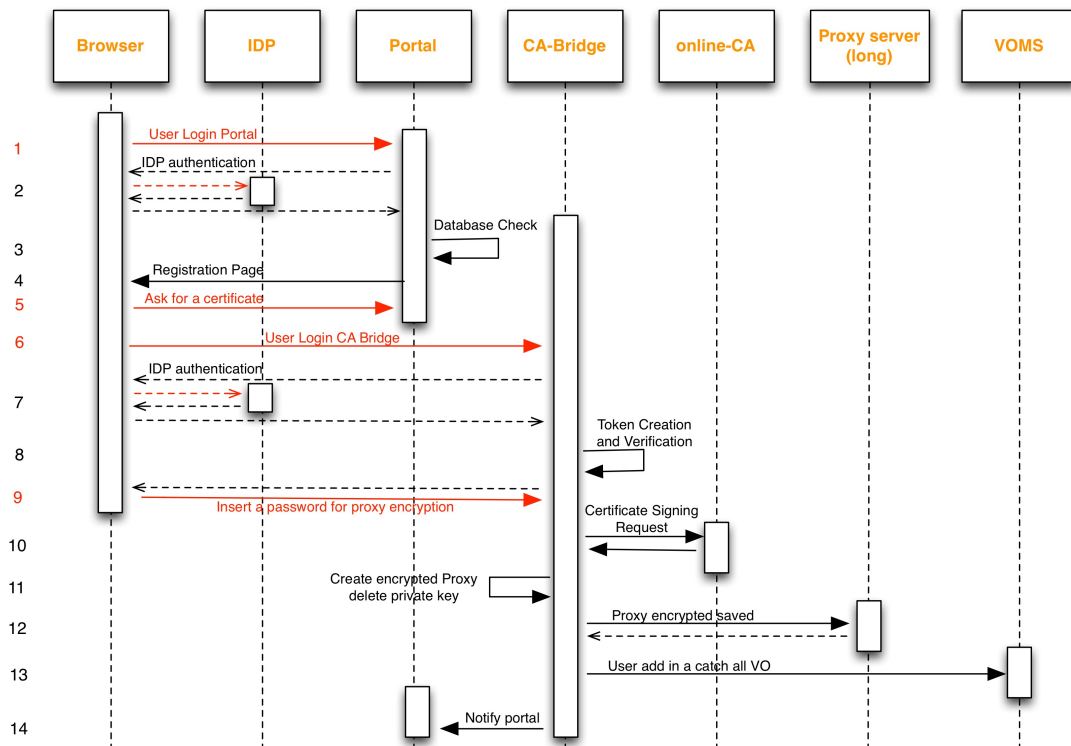 Browser
IDP
Portal
CA-Bridge
online-CA
Proxy server
(long)
VOMS
1
User Login Portal
IDP authentication
2
Database Check
3
Registration Page
4
5
Ask for a certificate
6
User Login CA Bridge
IDP authentication
7
Token Creation
and Verification
8
9
Insert a password for proxy encryption
Certificate Signing
Request
10
Create encrypted Proxy
delete private key
11
Proxy encrypted saved
12
User add in a catch all VO
13
Notify portal
14